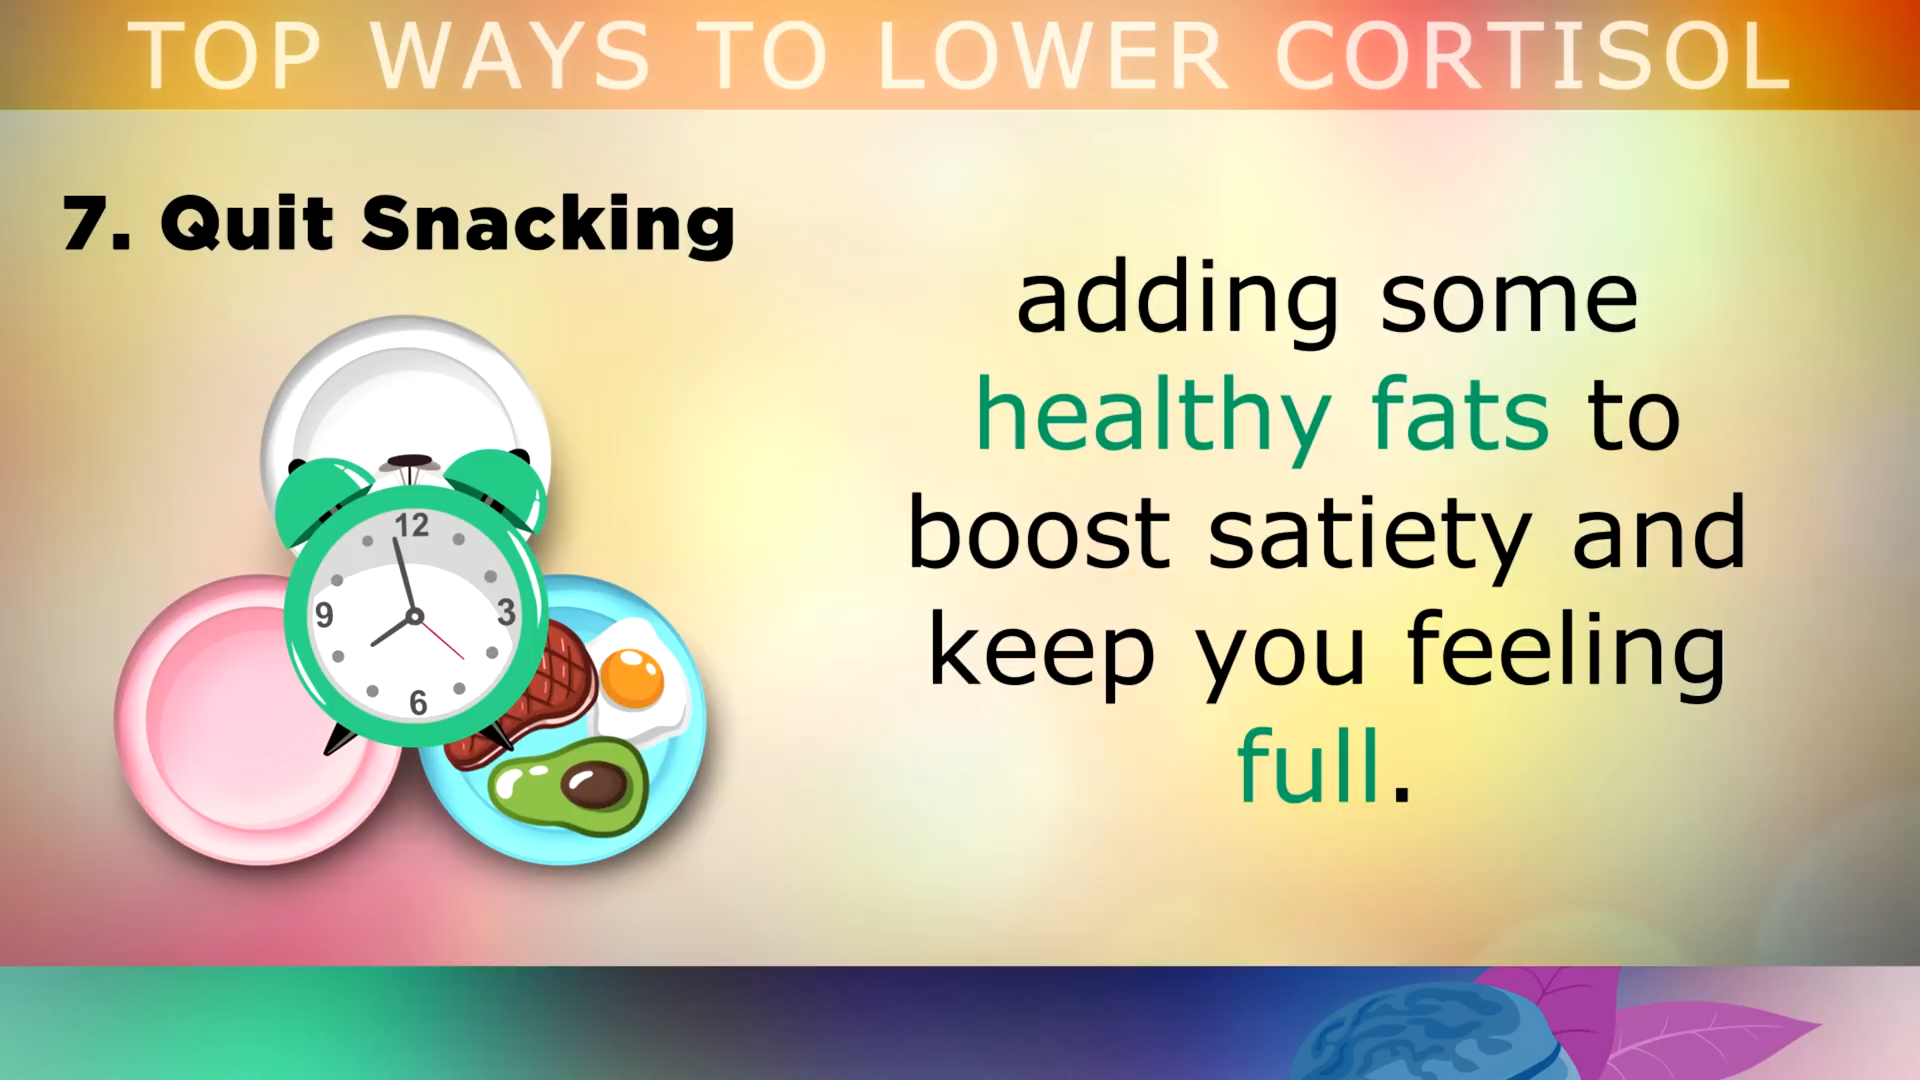 TOP WAYS TO LOWER CORTISOL
7. Quit Snacking
adding some
healthy fats to
boost satiety and
keep you feeling
full.
12
9
3
6